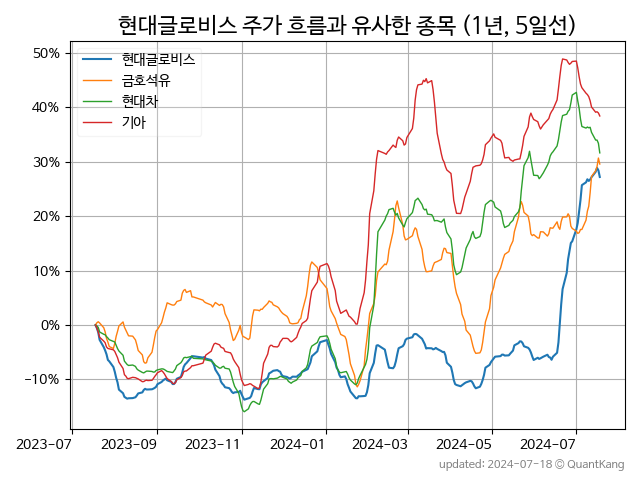 현대글로비스 주가 흐름과 유사한 종목 (1년, 5일선)
50%
40%
30%
20%
10%
0%
−10%
현대글로비스
금호석유
현대차
기아
2023-07
2023-09
2023-11
2024-01
2024-03
2024-05
2024-07
updated: 2024-07-18 © QuantKang